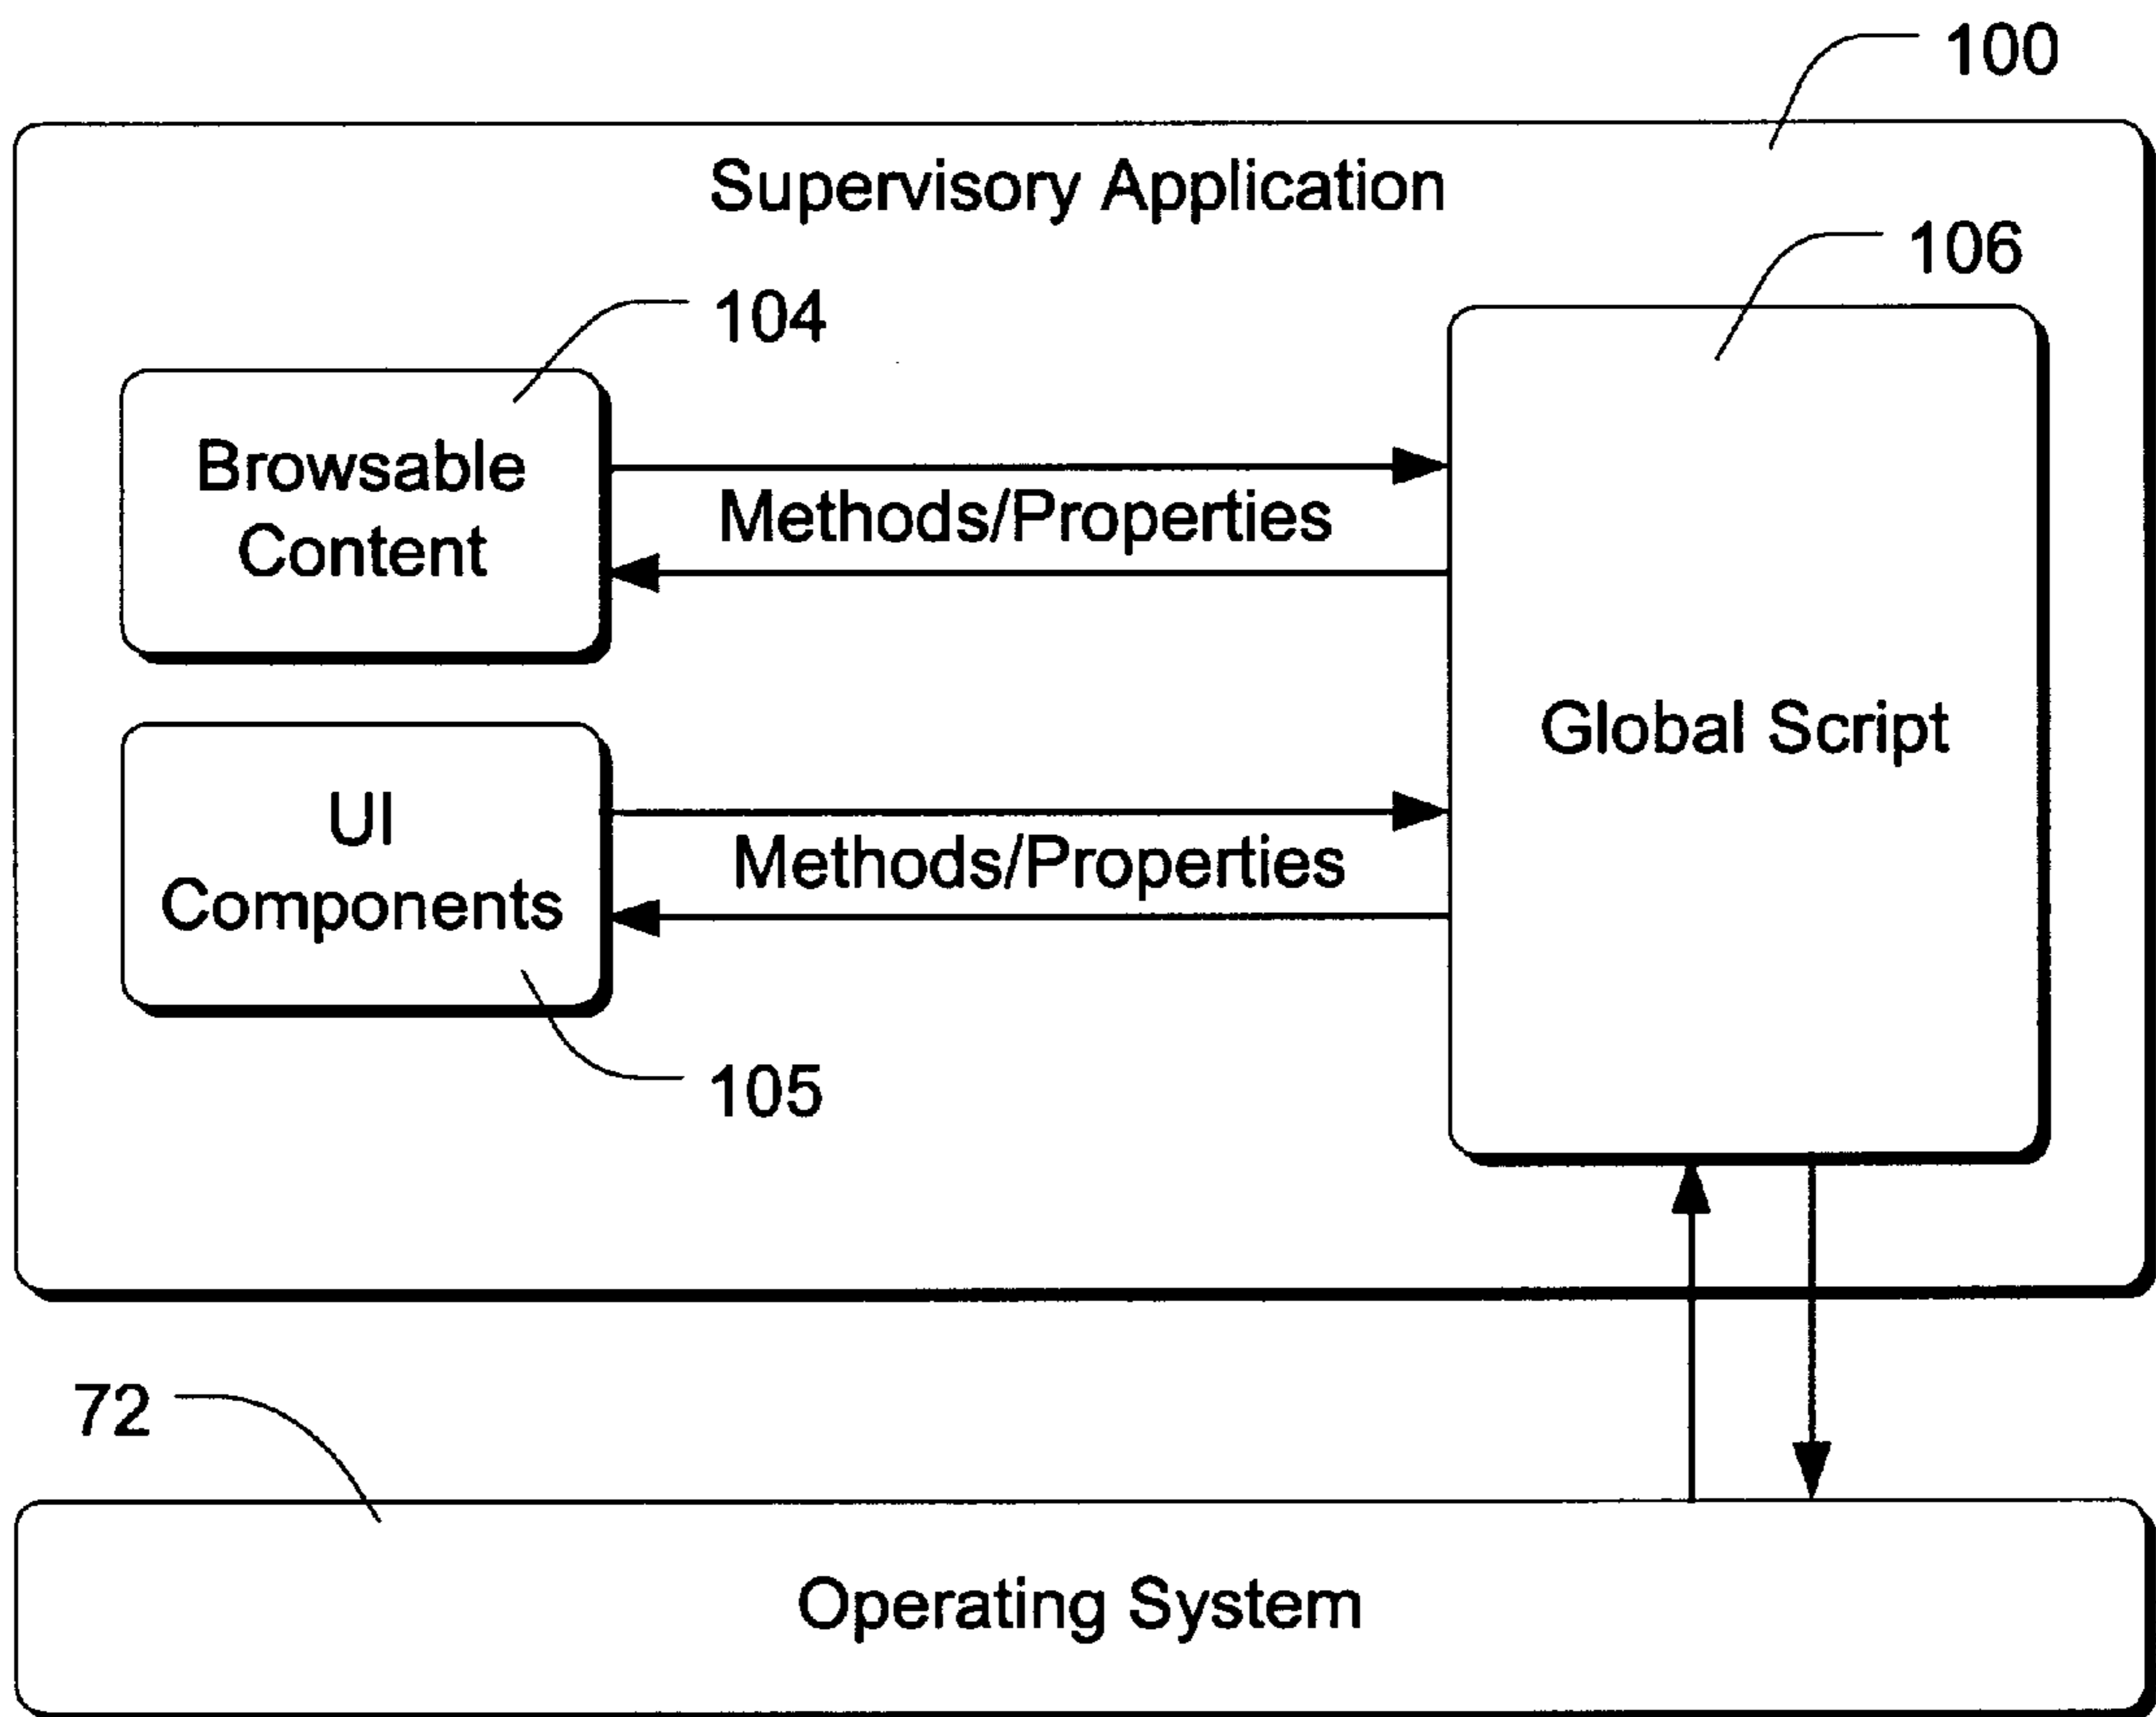 100
Supervisory Application
106
104
Browsable
Content
Methods/Properties
Global Script
UI
Components
Methods/Properties
105
72
Operating System